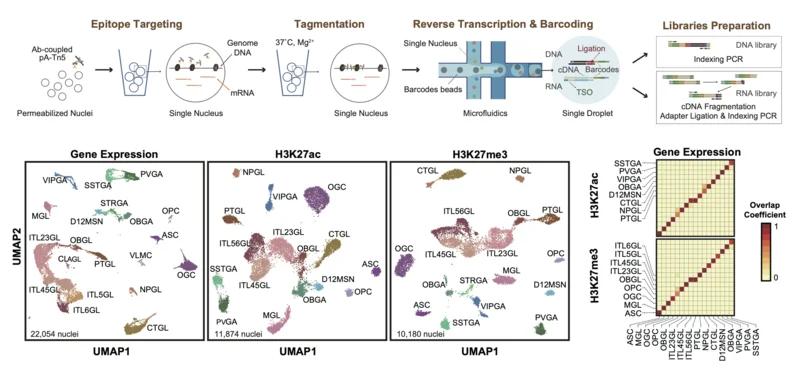 Epitope Targeting
Tagmentation
Reverse Transcription & Barcoding
Libraries Preparation
Ab-coupled
pA-Tn5
Permeabilized Nuclei
Genome
DNA
mRNA
Single Nucleus
37˚C, Mg²⁺
Single Nucleus
Single Nucleus
Barcodes beads
Microfluidics
DNA
RNA
Ligation
cDNA Barcodes
TSO
Single Droplet
DNA library
Indexing PCR
RNA library
cDNA Fragmentation
Adapter Ligation & Indexing PCR
Gene Expression
VIPGA
SSTGA
PVGA
STRGA
MGL
D12MSN
OBGA
OPC
ITL23GL
OBGL
ASC
CLAGL
PTGL
VLMC
OGC
ITL45GL
ITL5GL
NPGL
ITL6GL
CTGL
22,054 nuclei
UMAP1
UMAP2
H3K27ac
NPGL
VIPGA
OGC
PTGL
ITL56GL
ITL23GL
CTGL
OBGL
ITL45GL
ASC
SSTGA
D12MSN
OBGA
OPC
PVGA
MGL
11,874 nuclei
UMAP1
H3K27me3
CTGL
NPGL
ITL56GL
OBGL
PTGL
OGC
ITL45GL
ITL23GL
OPC
MGL
OBGA
STRGA
D12MSN
ASC
VIPGA
SSTGA
PVGA
10,180 nuclei
UMAP1
Gene Expression
H3K27ac
SSTGA
PVGA
VIPGA
OBGA
D12MSN
CTGL
NPGL
PTGL
H3K27me3
ITL6GL
ITL5GL
ITL45GL
ITL23GL
OBGL
OPC
OGC
MGL
ASC
Overlap
Coefficient
1
0
ASC
MGL
OGC
OPC
OBGL
ITL23GL
ITL45GL
ITL56GL
PTGL
NPGL
CTGL
D12MSN
OBGA
VIPGA
PVGA
SSTGA